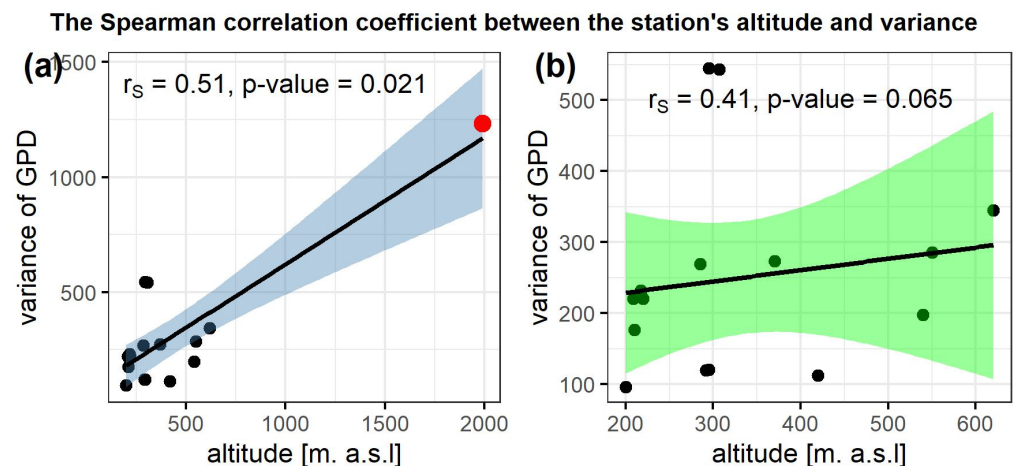 The Spearman correlation coefficient between the station's altitude and variance
(a)
r_S = 0.51, p-value = 0.021
variance of GPD
1500
1000
500
500 1000 1500 2000
altitude [m. a.s.l]
(b)
r_S = 0.41, p-value = 0.065
variance of GPD
500
400
300
200
100
200 300 400 500 600
altitude [m. a.s.l]